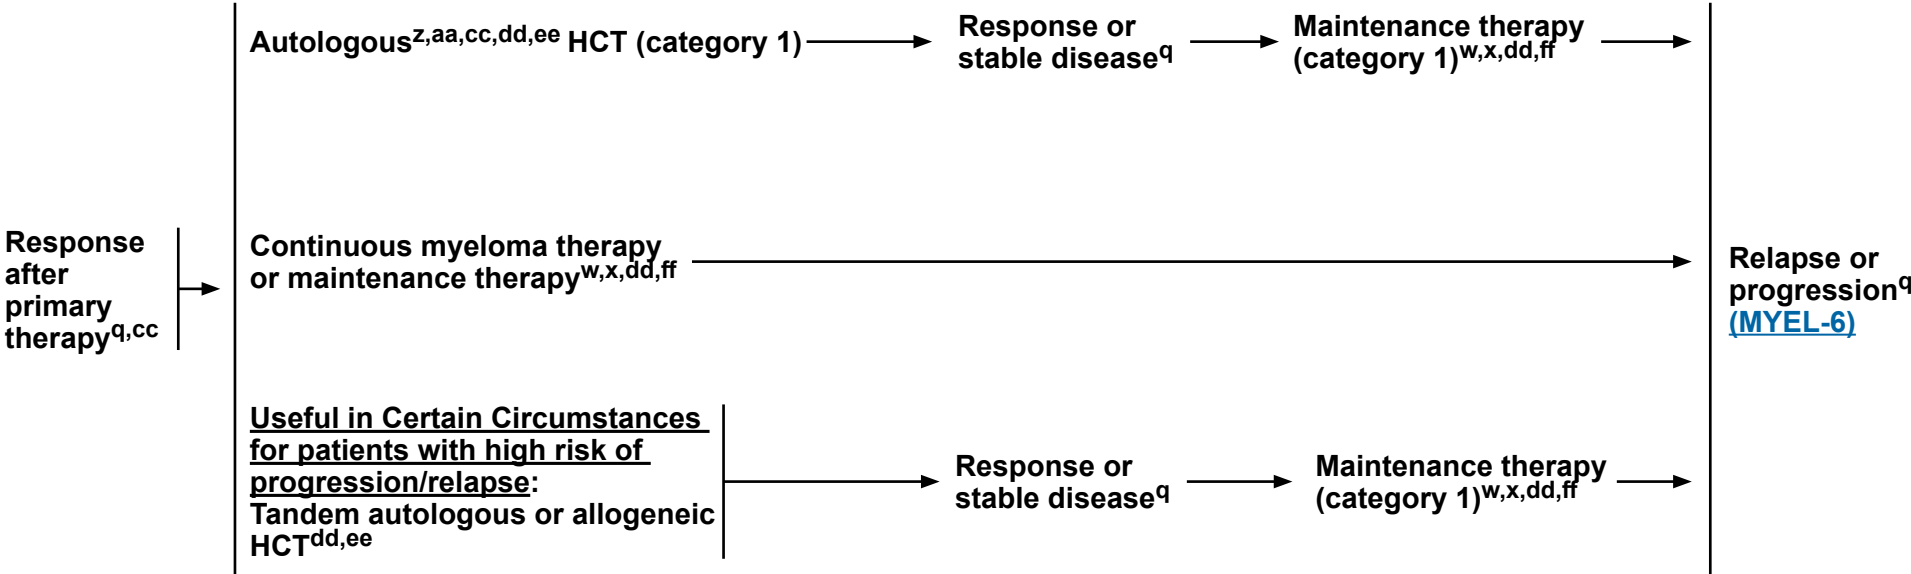 Autologous^z,aa,cc,dd,ee HCT (category 1)
Response or
stable disease^q
Maintenance therapy
(category 1)^w,x,dd,ff
Response
after
primary
therapy^q,cc
Continuous myeloma therapy
or maintenance therapy^w,x,dd,ff
Relapse or
progression^q
(MYEL-6)
Useful in Certain Circumstances
for patients with high risk of
progression/relapse:
Tandem autologous or allogeneic
HCT^dd,ee
Response or
stable disease^q
Maintenance therapy
(category 1)^w,x,dd,ff